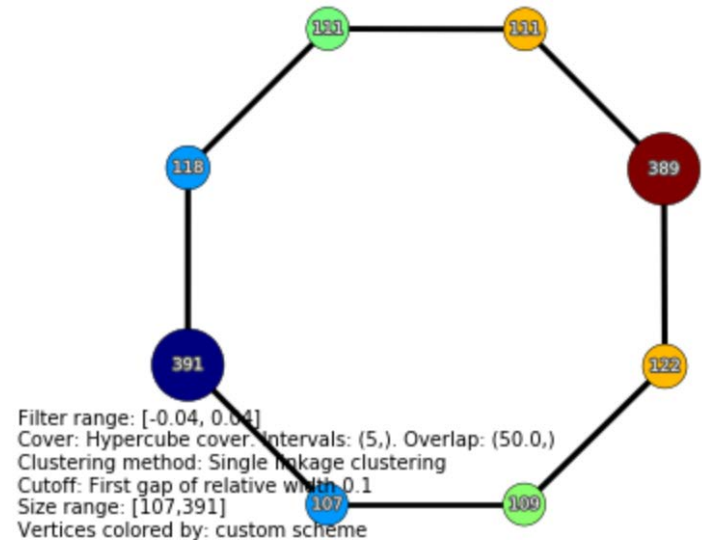 111 111
118 389
391 122
Filter range: [-0.04, 0.04]
Cover: Hypercube cover. Intervals: (5,). Overlap: (50.0,)
Clustering method: Single linkage clustering
Cutoff: First gap of relative width 0.1
Size range: [107,391]
107 109
Vertices colored by: custom scheme